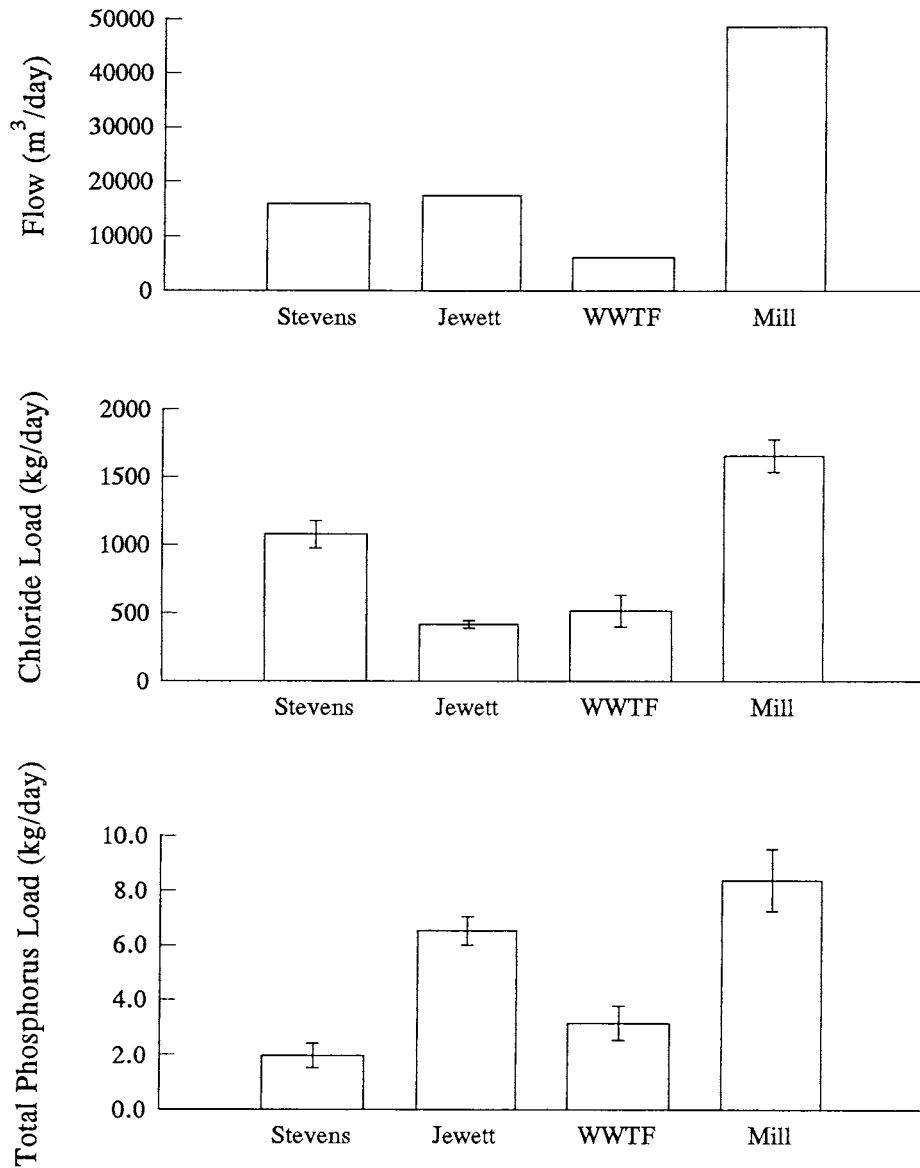 Flow (m³/day)
50000
40000
30000
20000
10000
0
Stevens Jewett WWTF Mill
Chloride Load (kg/day)
2000
1500
1000
500
0
Stevens Jewett WWTF Mill
Total Phosphorus Load (kg/day)
10.0
8.0
6.0
4.0
2.0
0.0
Stevens Jewett WWTF Mill